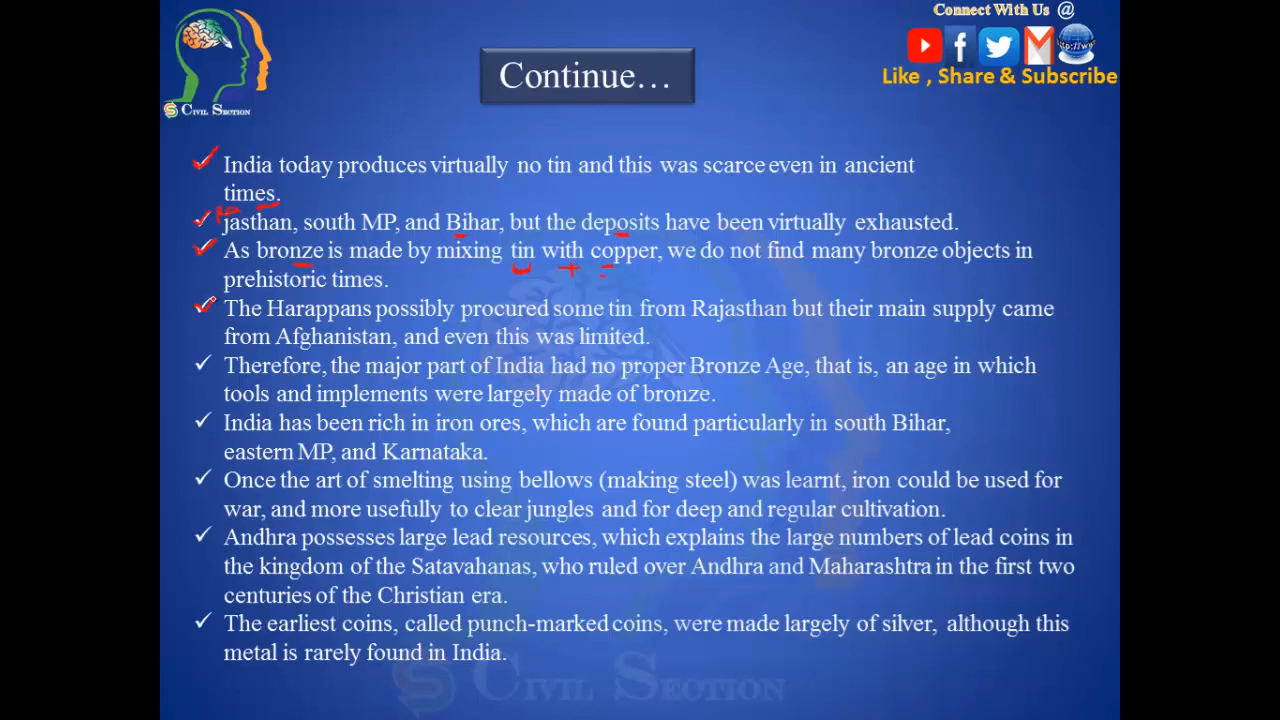 Connect With Us @
http://w
Like , Share & Subscribe
CIVIL SECTION
Continue…
India today produces virtually no tin and this was scarce even in ancient
times.
Ra
jasthan, south MP, and Bihar, but the deposits have been virtually exhausted.
As bronze is made by mixing tin with copper, we do not find many bronze objects in
+
prehistoric times.
The Harappans possibly procured some tin from Rajasthan but their main supply came
from Afghanistan, and even this was limited.
Therefore, the major part of India had no proper Bronze Age, that is, an age in which
tools and implements were largely made of bronze.
India has been rich in iron ores, which are found particularly in south Bihar,
eastern MP, and Karnataka.
Once the art of smelting using bellows (making steel) was learnt, iron could be used for
war, and more usefully to clear jungles and for deep and regular cultivation.
Andhra possesses large lead resources, which explains the large numbers of lead coins in
the kingdom of the Satavahanas, who ruled over Andhra and Maharashtra in the first two
centuries of the Christian era.
The earliest coins, called punch-marked coins, were made largely of silver, although this
metal is rarely found in India.
CIVIL SECTION